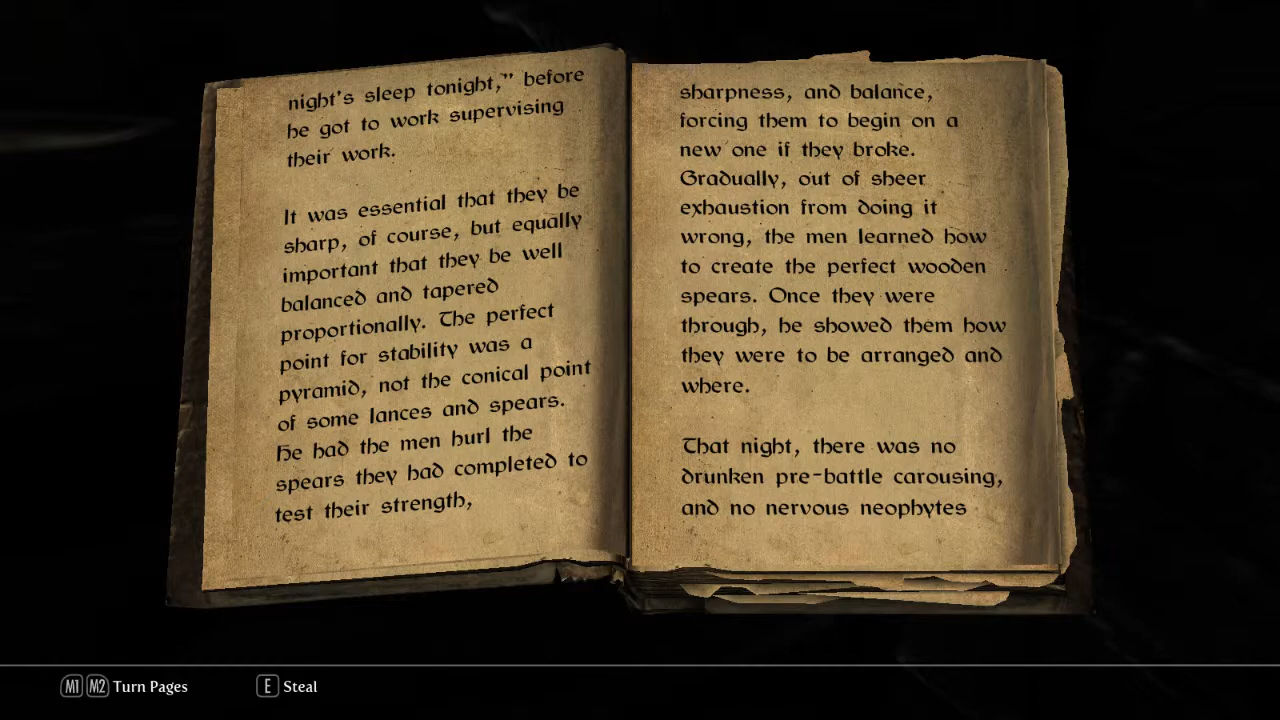 night's sleep tonight," before
he got to work supervising
their work.
It was essential that they be
sharp, of course, but equally
important that they be well
balanced and tapered
proportionally. The perfect
point for stability was a
pyramid, not the conical point
of some lances and spears.
He had the men hurl the
spears they had completed to
test their strength,
sharpness, and balance,
forcing them to begin on a
new one if they broke.
Gradually, out of sheer
exhaustion from doing it
wrong, the men learned how
to create the perfect wooden
spears. Once they were
through, he showed them how
they were to be arranged and
where.
That night, there was no
drunken pre-battle carousing,
and no nervous neophytes
M1 M2 Turn Pages
E Steal